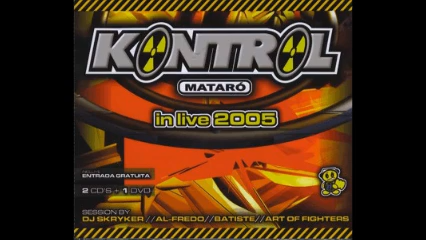 KONTROL
MATARÓ
in live 2005
ENTRADA GRATUITA
2 CD'S + 1 DVD
SESSION BY
DJ SKRYKER // AL-FREDO // BATISTE // ART OF FIGHTERS